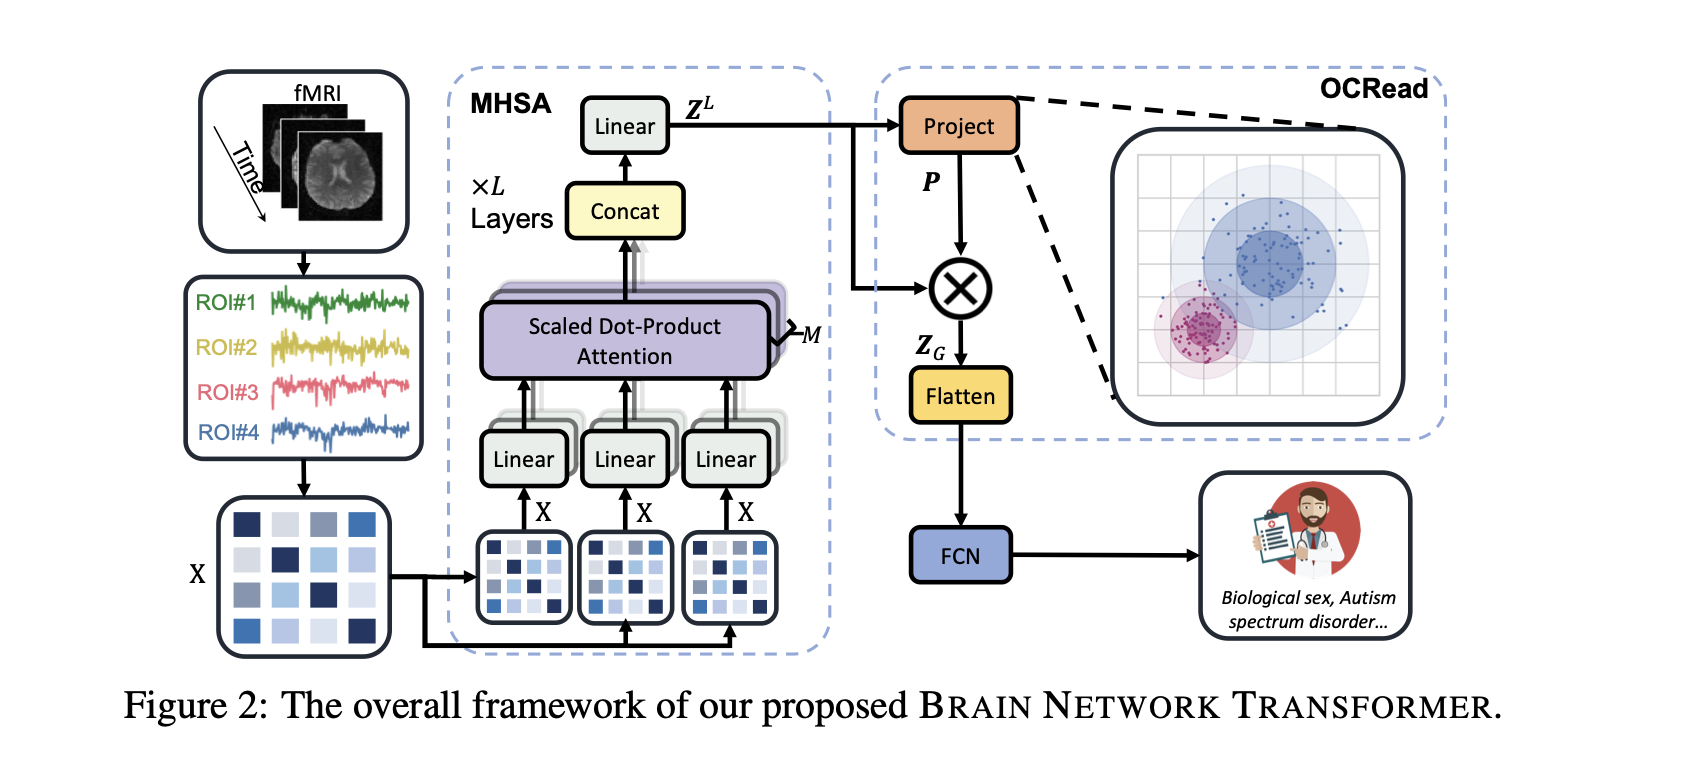 fMRI
Time
ROI#1
ROI#2
ROI#3
ROI#4
X
MHSA
Linear
Z^L
×L
Layers
Concat
Scaled Dot-Product
Attention
M
Linear
Linear
Linear
X
X
X
OCRead
Project
P
Z_G
Flatten
FCN
Biological sex, Autism
spectrum disorder...
Figure 2: The overall framework of our proposed BRAIN NETWORK TRANSFORMER.